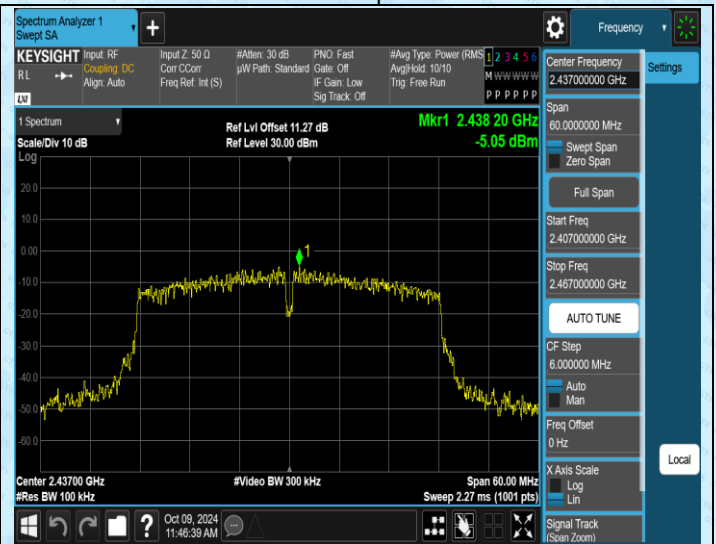 Spectrum Analyzer 1
Swept SA
+
Frequency
KEYSIGHT
RL
LXI
Input: RF
Coupling: DC
Align: Auto
Input Z: 50 Ω
Corr CCorr
Freq Ref: Int (S)
#Atten: 30 dB
µW Path: Standard
PNO: Fast
Gate: Off
IF Gain: Low
Sig Track: Off
#Avg Type: Power (RMS
Avg|Hold: 10/10
Trig: Free Run
1 2 3 4 5 6
M W W W W W
P P P P P P
1 Spectrum
Scale/Div 10 dB
Log
Ref Lvl Offset 11.27 dB
Ref Level 30.00 dBm
Mkr1 2.438 20 GHz
-5.05 dBm
20.0
10.0
0.00
-10.0
-20.0
-30.0
-40.0
-50.0
-60.0
1
Center 2.43700 GHz
#Res BW 100 kHz
#Video BW 300 kHz
Span 60.00 MHz
Sweep 2.27 ms (1001 pts)
Center Frequency
2.437000000 GHz
Settings
Span
60.0000000 MHz
Swept Span
Zero Span
Full Span
Start Freq
2.407000000 GHz
Stop Freq
2.467000000 GHz
AUTO TUNE
CF Step
6.000000 MHz
Auto
Man
Freq Offset
0 Hz
X Axis Scale
Log
Lin
Local
Signal Track
(Span Zoom)
?
Oct 09, 2024
11:46:39 AM